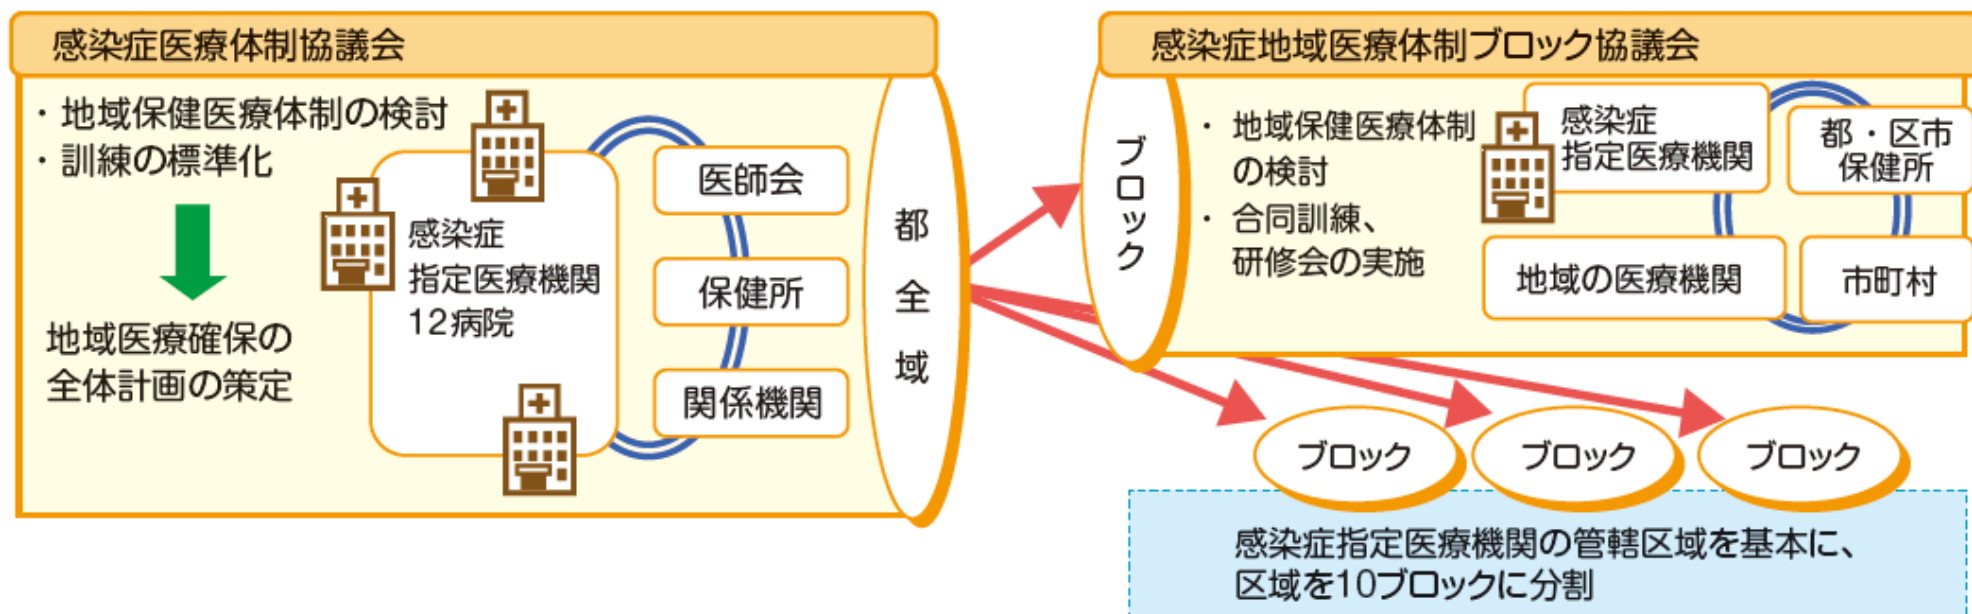 感染症医療体制協議会
・地域保健医療体制の検討
・訓練の標準化
地域医療確保の
全体計画の策定
感染症
指定医療機関
12病院
医師会
保健所
関係機関
都全域
感染症地域医療体制ブロック協議会
ブロック
・地域保健医療体制
の検討
・合同訓練、
研修会の実施
感染症
指定医療機関
都・区市
保健所
地域の医療機関
市町村
ブロック
ブロック
ブロック
感染症指定医療機関の管轄区域を基本に、
区域を10ブロックに分割